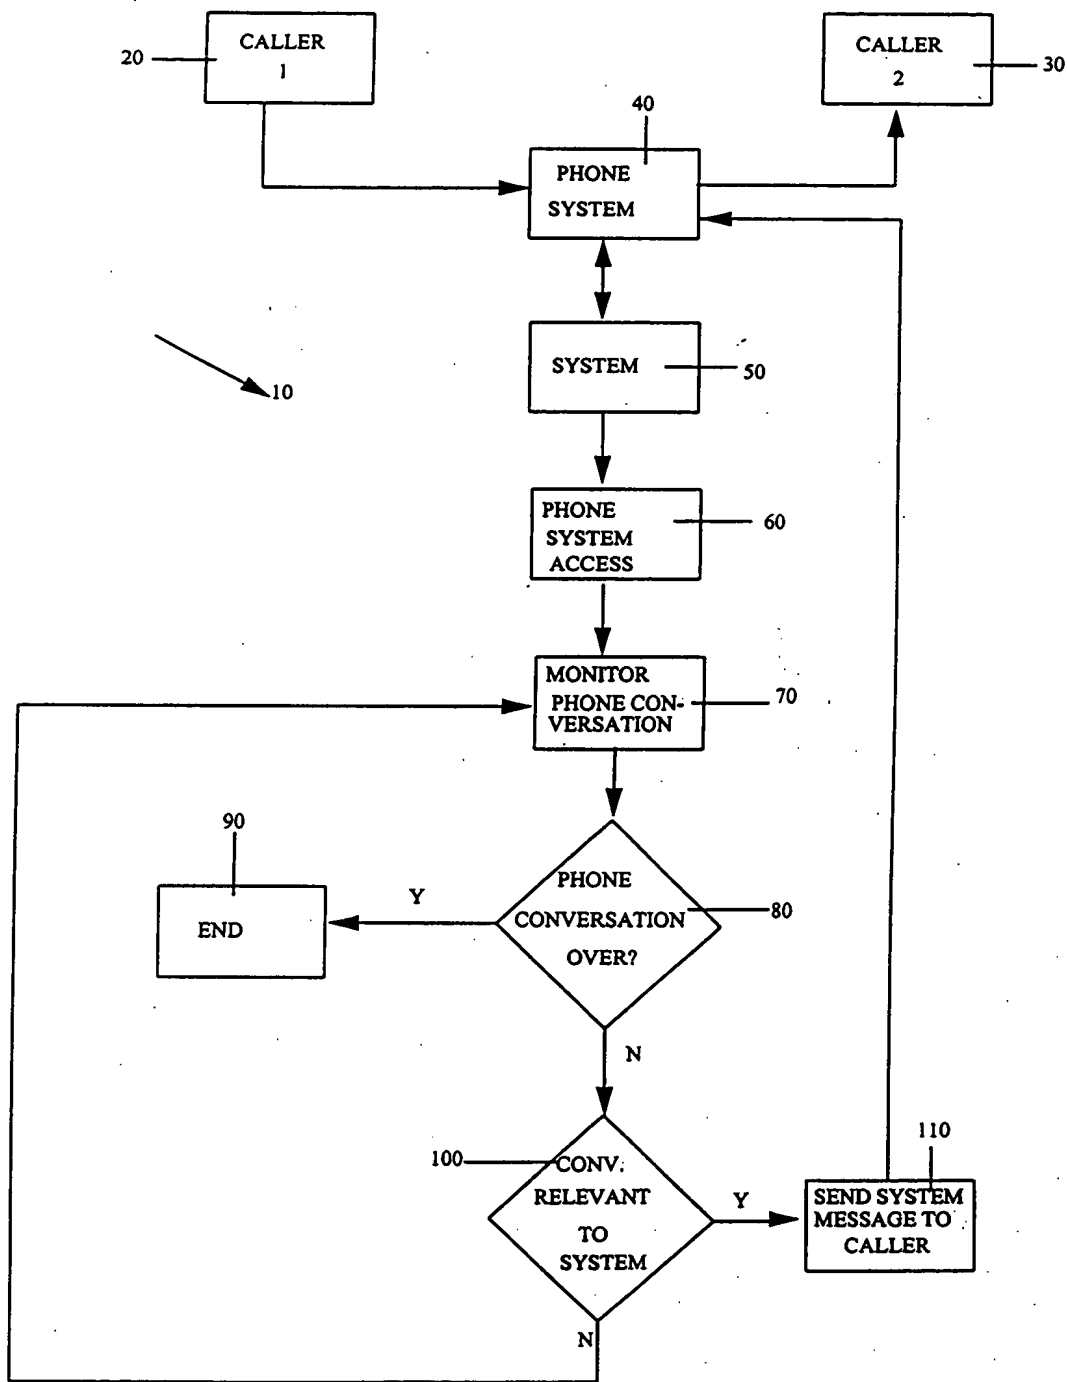 CALLER
1
20
CALLER
2
30
40
PHONE
SYSTEM
10
SYSTEM
50
PHONE
SYSTEM
ACCESS
60
MONITOR
PHONE CON-
VERSATION
70
90
END
Y
PHONE
CONVERSATION
OVER?
80
N
100
CONV.
RELEVANT
TO
SYSTEM
Y
110
SEND SYSTEM
MESSAGE TO
CALLER
N